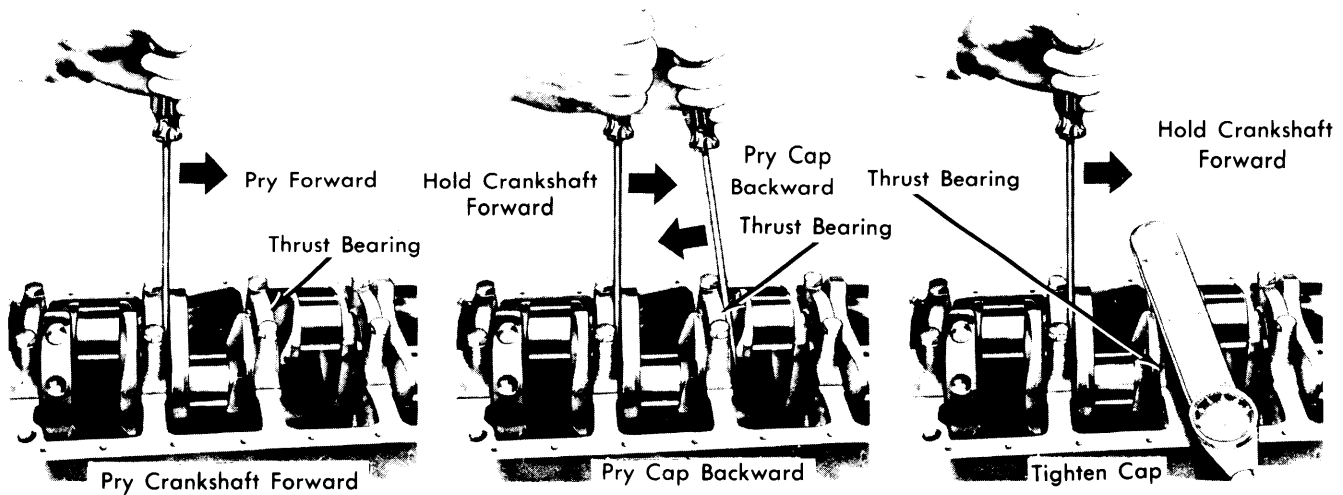 Pry Forward
Thrust Bearing
Pry Crankshaft Forward
Hold Crankshaft
Forward
Pry Cap
Backward
Thrust Bearing
Pry Cap Backward
Thrust Bearing
Hold Crankshaft
Forward
Tighten Cap